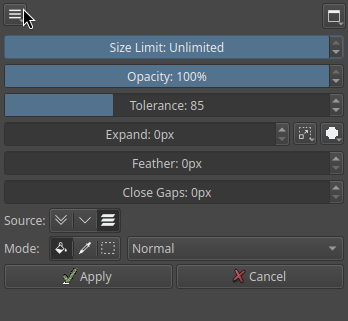 Size Limit: Unlimited
Opacity: 100%
Tolerance: 85
Expand: 0px
Feather: 0px
Close Gaps: 0px
Source:
Mode: Normal
Apply Cancel